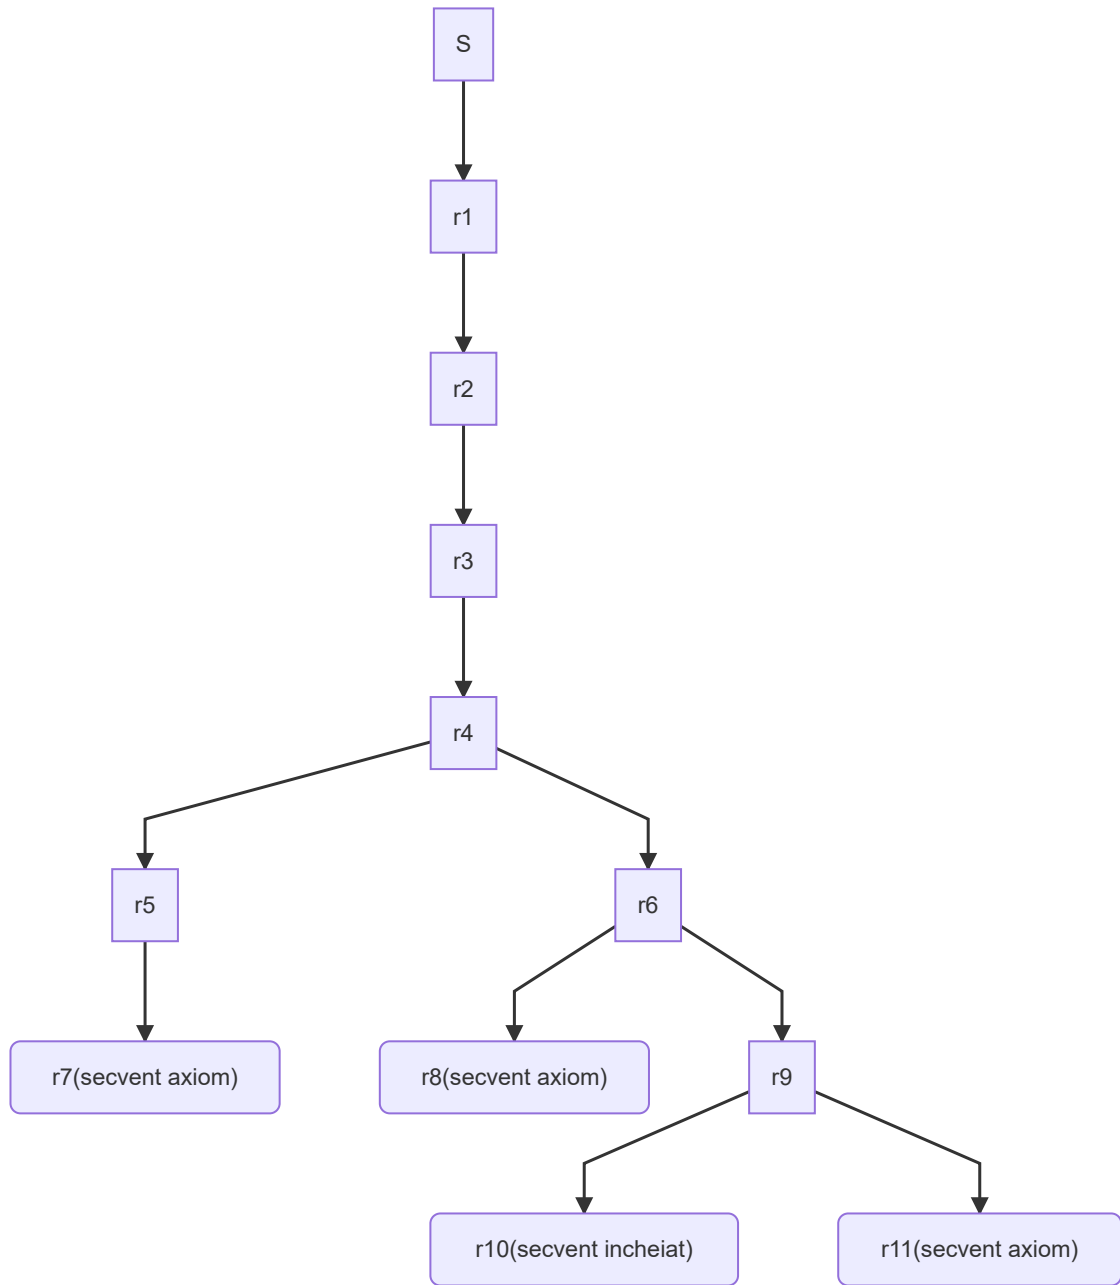 S
r1
r2
r3
r4
r5
r6
r7(secvent axiom)
r8(secvent axiom)
r9
r10(secvent incheiat)
r11(secvent axiom)